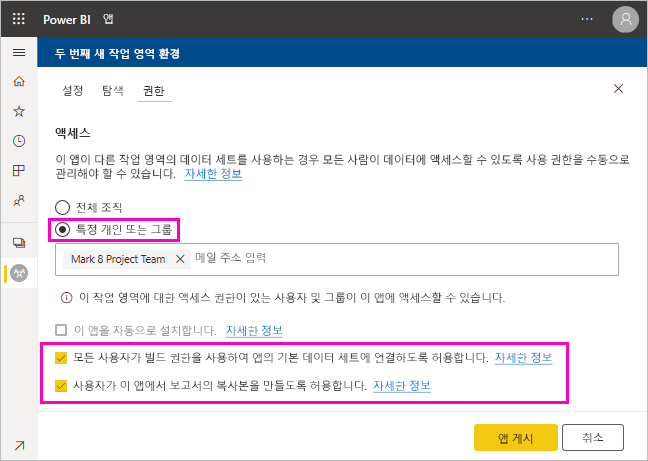 Power BI 앱
두 번째 새 작업 영역 환경
설정 탐색 권한
액세스
이 앱이 다른 작업 영역의 데이터 세트를 사용하는 경우 모든 사람이 데이터에 액세스할 수 있도록 사용 권한을 수동으로
관리해야 할 수 있습니다. 자세한 정보
전체 조직
특정 개인 또는 그룹
Mark 8 Project Team 메일 주소 입력
이 작업 영역에 대한 액세스 권한이 있는 사용자 및 그룹이 이 앱에 액세스할 수 있습니다.
이 앱을 자동으로 설치합니다. 자세한 정보
모든 사용자가 빌드 권한을 사용하여 앱의 기본 데이터 세트에 연결하도록 허용합니다. 자세한 정보
사용자가 이 앱에서 보고서의 복사본을 만들도록 허용합니다. 자세한 정보
앱 게시 취소